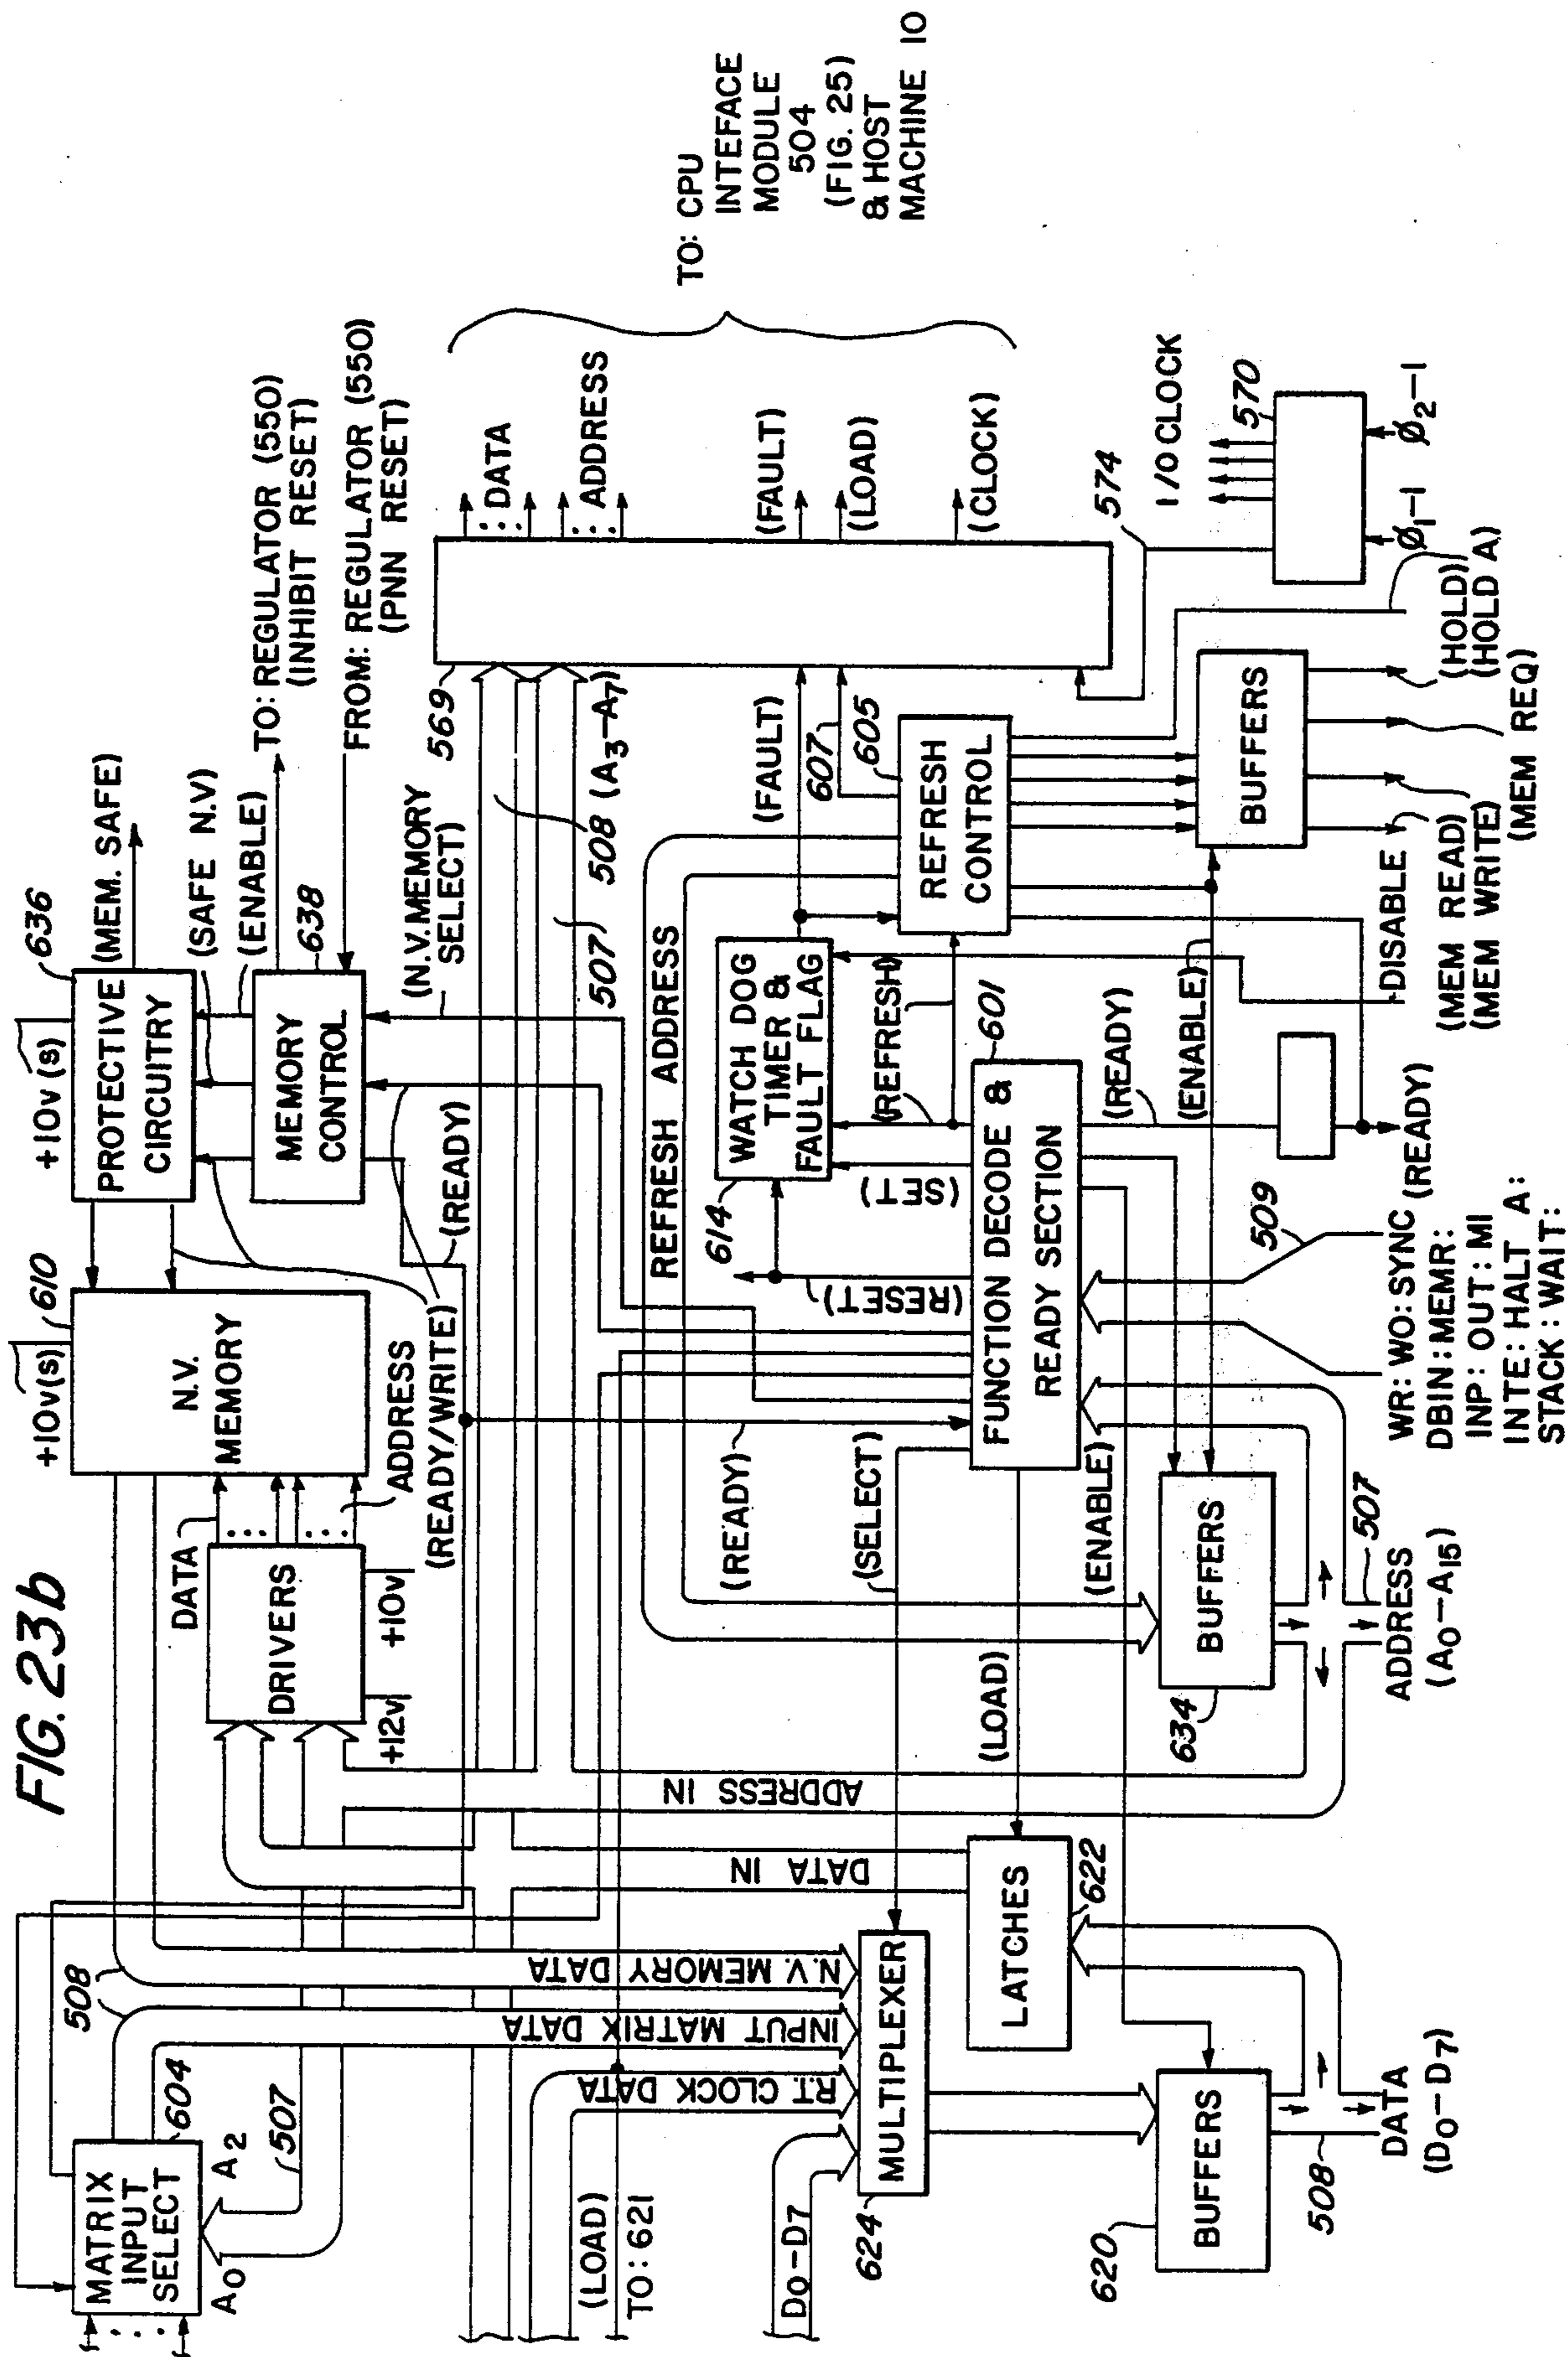 FIG. 23b
MATRIX
INPUT
SELECT
604
A0
A2
507
508
508
N.V. MEMORY DATA
INPUT MATRIX DATA
R.T. CLOCK DATA
(LOAD)
TO: 621
D0-D7
MULTIPLEXER
624
620
BUFFERS
508
DATA
(D0-D7)
LATCHES
622
DATA IN
ADDRESS IN
(LOAD)
(SELECT)
(READY)
DATA
DRIVERS
+12v
+10v
ADDRESS
(READY/WRITE)
+10v(s)
610
N.V.
MEMORY
+10v(s)
636
PROTECTIVE
CIRCUITRY
(MEM. SAFE)
(SAFE N.V)
(ENABLE)
638
MEMORY
CONTROL
(READY)
TO: REGULATOR (550)
(INHIBIT RESET)
FROM: REGULATOR (550)
(PNN RESET)
(N.V.MEMORY
SELECT)
507
508
(A3-A7)
569
DATA
ADDRESS
(FAULT)
(LOAD)
(CLOCK)
TO: CPU
INTEFACE
MODULE
504
(FIG. 25)
& HOST
MACHINE 10
REFRESH ADDRESS
614
WATCH DOG
TIMER &
FAULT FLAG
(FAULT)
607
605
REFRESH
CONTROL
(REFRESH)
(SET)
(RESET)
601
FUNCTION DECODE &
READY SECTION
(READY)
(ENABLE)
(ENABLE)
634
BUFFERS
ADDRESS
(A0-A15)
507
509
WR: WO: SYNC
DBIN: MEMR:
INP: OUT: MI
INTE: HALT A:
STACK: WAIT:
(READY)
BUFFERS
DISABLE
(MEM READ)
(MEM WRITE)
(MEM REQ)
(HOLD)
(HOLD A)
574
I/O CLOCK
570
Ø1-1
Ø2-1